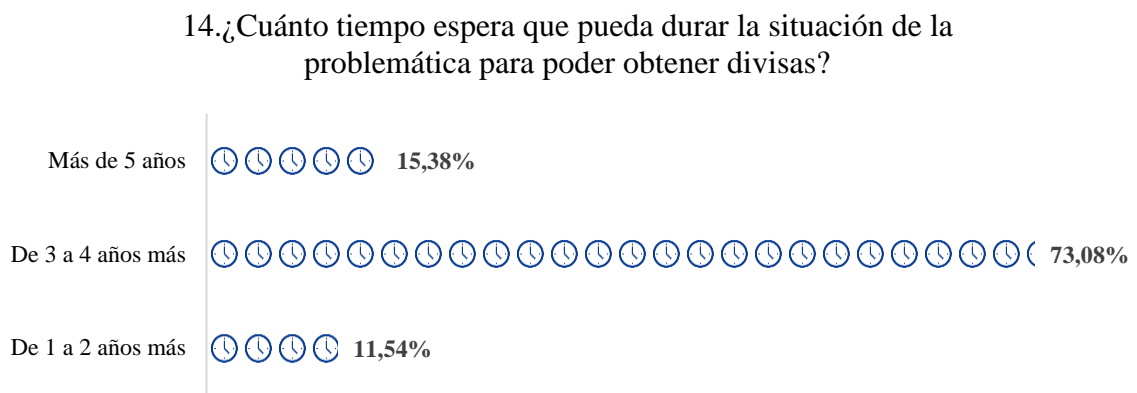 14.¿Cuánto tiempo espera que pueda durar la situación de la
problemática para poder obtener divisas?
Más de 5 años 15,38%
De 3 a 4 años más 73,08%
De 1 a 2 años más 11,54%